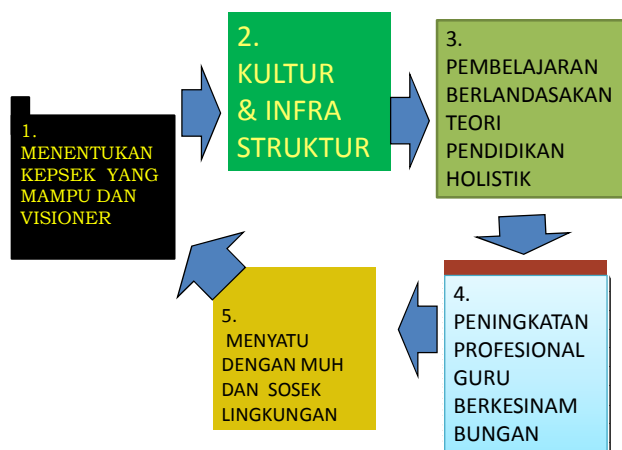 1.
MENENTUKAN
KEPSEK YANG
MAMPU DAN
VISIONER
2.
KULTUR
& INFRA
STRUKTUR
3.
PEMBELAJARAN
BERLANDASAKAN
TEORI
PENDIDIKAN
HOLISTIK
4.
PENINGKATAN
PROFESIONAL
GURU
BERKESINAM
BUNGAN
5.
MENYATU
DENGAN MUH
DAN SOSEK
LINGKUNGAN